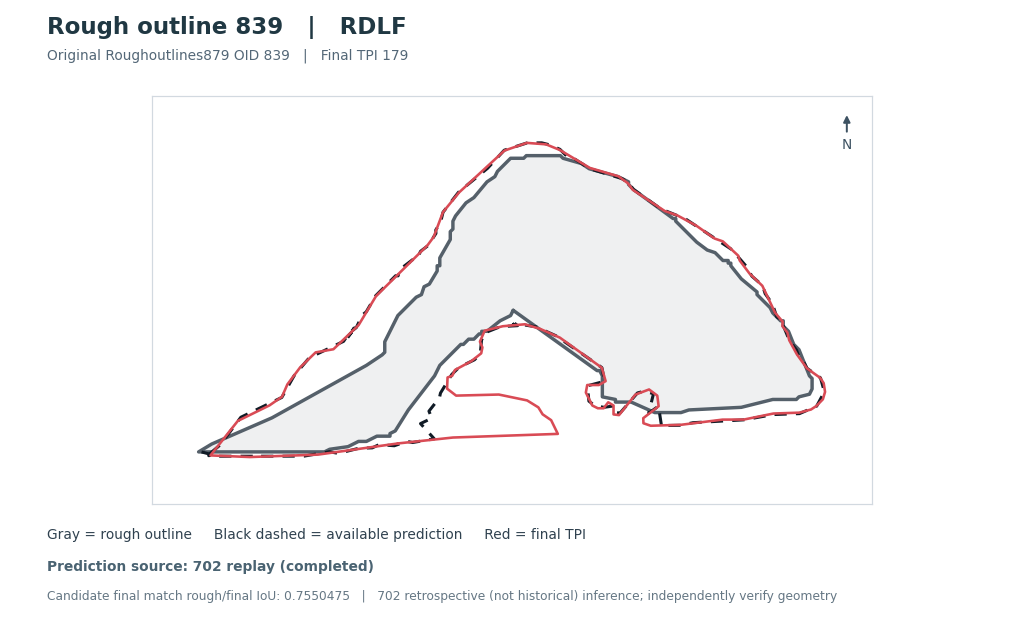 Rough outline 839   |   RDLF
Original Roughoutlines879 OID 839   |   Final TPI 179
N
Gray = rough outline     Black dashed = available prediction     Red = final TPI
Prediction source: 702 replay (completed)
Candidate final match rough/final IoU: 0.7550475   |   702 retrospective (not historical) inference; independently verify geometry